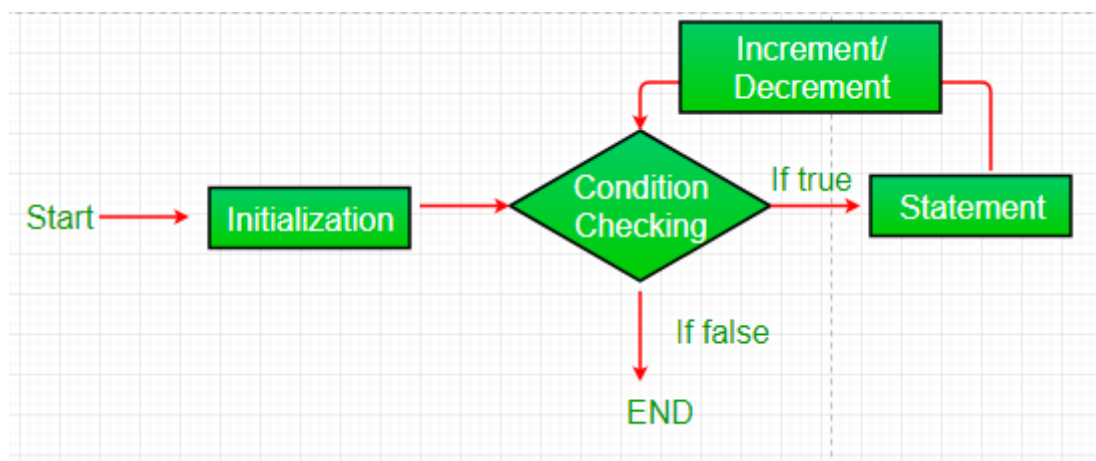 Start
Initialization
Condition
Checking
If true
Statement
Increment/
Decrement
If false
END